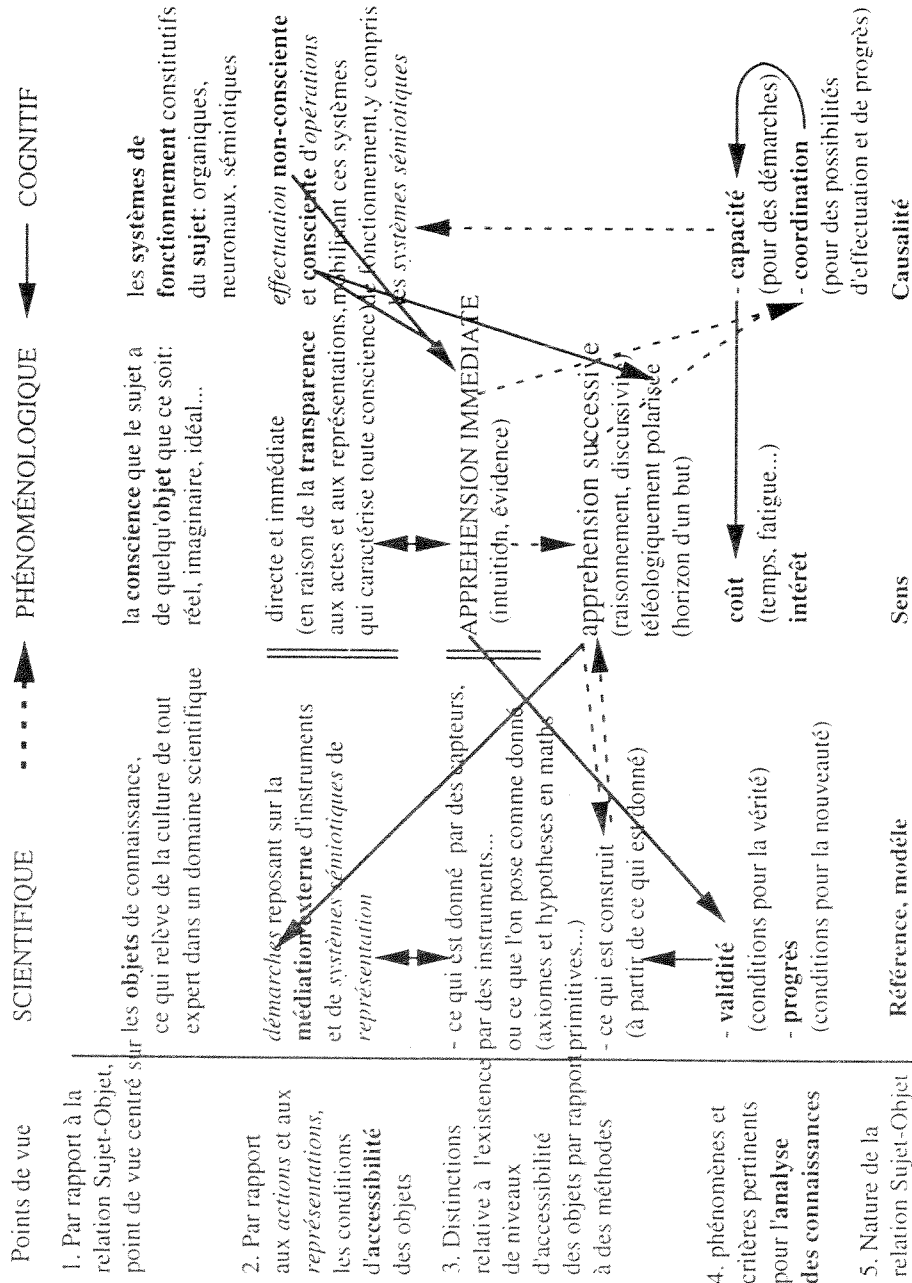 Points de vue
SCIENTIFIQUE
PHÉNOMÉNOLOGIQUE
COGNITIF
1. Par rapport à la
relation Sujet-Objet,
point de vue centré sur
les objets de connaissance,
ce qui relève de la culture de tout
expert dans un domaine scientifique
la conscience que le sujet a
de quelqu'objet que ce soit:
réel, imaginaire, idéal...
les systèmes de
fonctionnement constitutifs
du sujet: organiques,
neuronaux, sémiotiques
2. Par rapport
aux actions et aux
représentations,
les conditions
d'accessibilité
des objets
démarches reposant sur la
médiation externe d'instruments
et de systèmes sémiotiques de
représentation
directe et immédiate
(en raison de la transparence
aux actes et aux représentations,
qui caractérise toute conscience)
effectuation non-consciente
et consciente d'opérations
mobilisant ces systèmes
de fonctionnement,y compris
les systèmes sémiotiques
3. Distinctions
relative à l'existence
de niveaux
d'accessibilité
des objets par rapport
à des méthodes
- ce qui est donné par des capteurs,
par des instruments...
ou ce que l'on pose comme donné
(axiomes et hypotheses en maths
primitives...)
- ce qui est construit
(à partir de ce qui est donné)
APPREHENSION IMMEDIATE
(intuition, évidence)
apprehension successive
(raisonnement, discursivité)
téléologiquement polarisée
(horizon d'un but)
4. phénomènes et
critères pertinents
pour l'analyse
des connaissances
- validité
(conditions pour la vérité)
- progrès
(conditions pour la nouveauté)
coût
(temps, fatigue...)
intérêt
- capacité
(pour des démarches)
- coordination
(pour des possibilités
d'effectuation et de progrès)
5. Nature de la
relation Sujet-Objet
Référence, modéle
Sens
Causalité